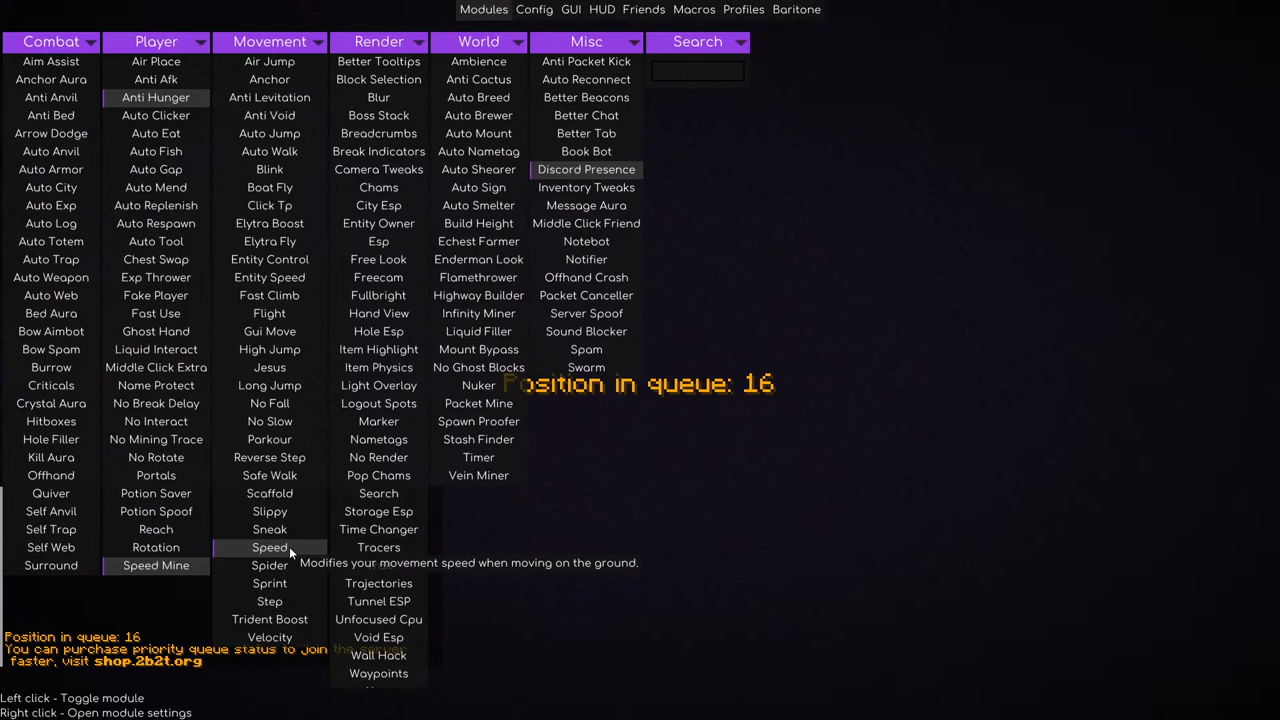 Modules Config GUI HUD Friends Macros Profiles Baritone
Combat
Aim Assist
Anchor Aura
Anti Anvil
Anti Bed
Arrow Dodge
Auto Anvil
Auto Armor
Auto City
Auto Exp
Auto Log
Auto Totem
Auto Trap
Auto Weapon
Auto Web
Bed Aura
Bow Aimbot
Bow Spam
Burrow
Criticals
Crystal Aura
Hitboxes
Hole Filler
Kill Aura
Offhand
Quiver
Self Anvil
Self Trap
Self Web
Surround
Player
Air Place
Anti Afk
Anti Hunger
Auto Clicker
Auto Eat
Auto Fish
Auto Gap
Auto Mend
Auto Replenish
Auto Respawn
Auto Tool
Chest Swap
Exp Thrower
Fake Player
Fast Use
Ghost Hand
Liquid Interact
Middle Click Extra
Name Protect
No Break Delay
No Interact
No Mining Trace
No Rotate
Portals
Potion Saver
Potion Spoof
Reach
Rotation
Speed Mine
Movement
Air Jump
Anchor
Anti Levitation
Anti Void
Auto Jump
Auto Walk
Blink
Boat Fly
Click Tp
Elytra Boost
Elytra Fly
Entity Control
Entity Speed
Fast Climb
Flight
Gui Move
High Jump
Jesus
Long Jump
No Fall
No Slow
Parkour
Reverse Step
Safe Walk
Scaffold
Slippy
Sneak
Speed
Spider
Sprint
Step
Trident Boost
Velocity
Render
Better Tooltips
Block Selection
Blur
Boss Stack
Breadcrumbs
Break Indicators
Camera Tweaks
Chams
City Esp
Entity Owner
Esp
Free Look
Freecam
Fullbright
Hand View
Hole Esp
Item Highlight
Item Physics
Light Overlay
Logout Spots
Marker
Nametags
No Render
Pop Chams
Search
Storage Esp
Time Changer
Tracers
Trajectories
Tunnel ESP
Unfocused Cpu
Void Esp
Wall Hack
Waypoints
World
Ambience
Anti Cactus
Auto Breed
Auto Brewer
Auto Mount
Auto Nametag
Auto Shearer
Auto Sign
Auto Smelter
Build Height
Echest Farmer
Enderman Look
Flamethrower
Highway Builder
Infinity Miner
Liquid Filler
Mount Bypass
No Ghost Blocks
Nuker
Packet Mine
Spawn Proofer
Stash Finder
Timer
Vein Miner
Misc
Anti Packet Kick
Auto Reconnect
Better Beacons
Better Chat
Better Tab
Book Bot
Discord Presence
Inventory Tweaks
Message Aura
Middle Click Friend
Notebot
Notifier
Offhand Crash
Packet Canceller
Server Spoof
Sound Blocker
Spam
Swarm
Search
Position in queue: 16
Modifies your movement speed when moving on the ground.
Position in queue: 16
You can purchase priority queue status to join the server
faster, visit shop.2b2t.org
Left click - Toggle module
Right click - Open module settings